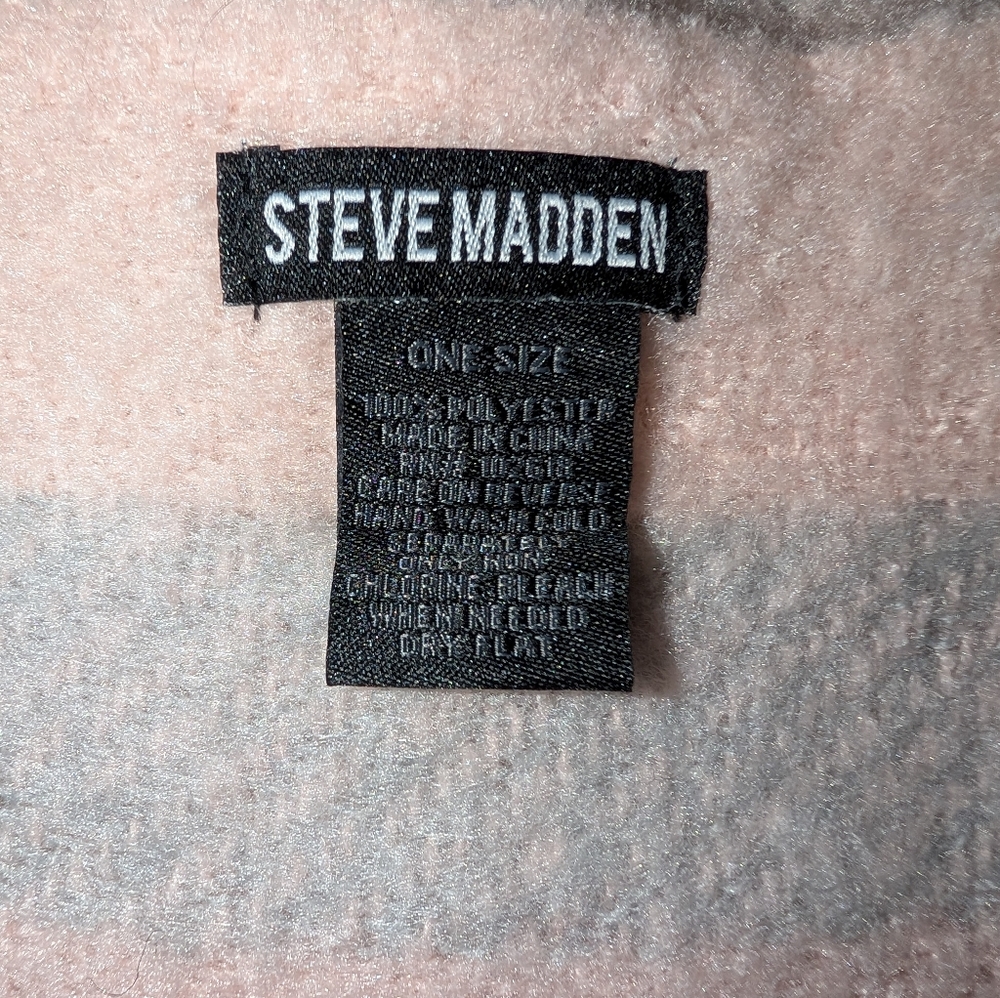 STEVE MADDEN
ONE SIZE
100% POLYESTER
MADE IN CHINA
CARE ON REVERSE
HAND WASH COLD
SEPARATELY
ONLY NON
CHLORINE BLEACH
WHEN NEEDED
DRY FLAT